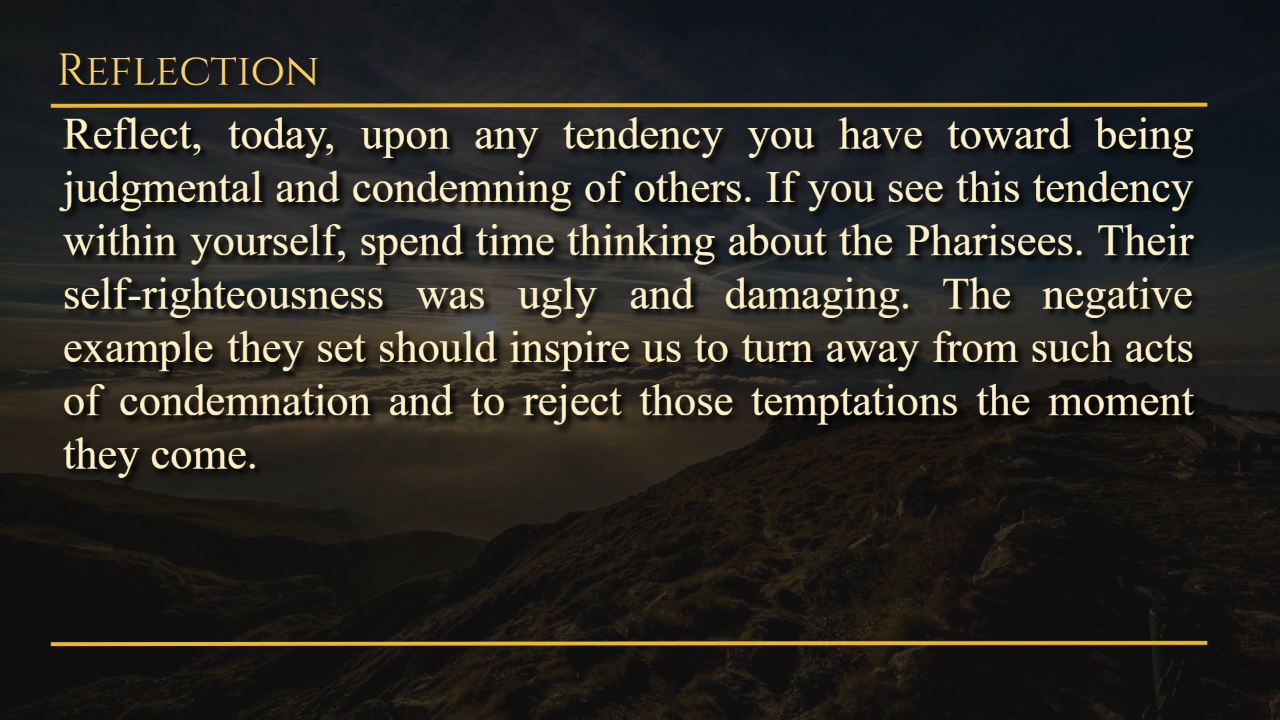 Reflection
Reflect, today, upon any tendency you have toward being
judgmental and condemning of others. If you see this tendency
within yourself, spend time thinking about the Pharisees. Their
self-righteousness was ugly and damaging. The negative
example they set should inspire us to turn away from such acts
of condemnation and to reject those temptations the moment
they come.